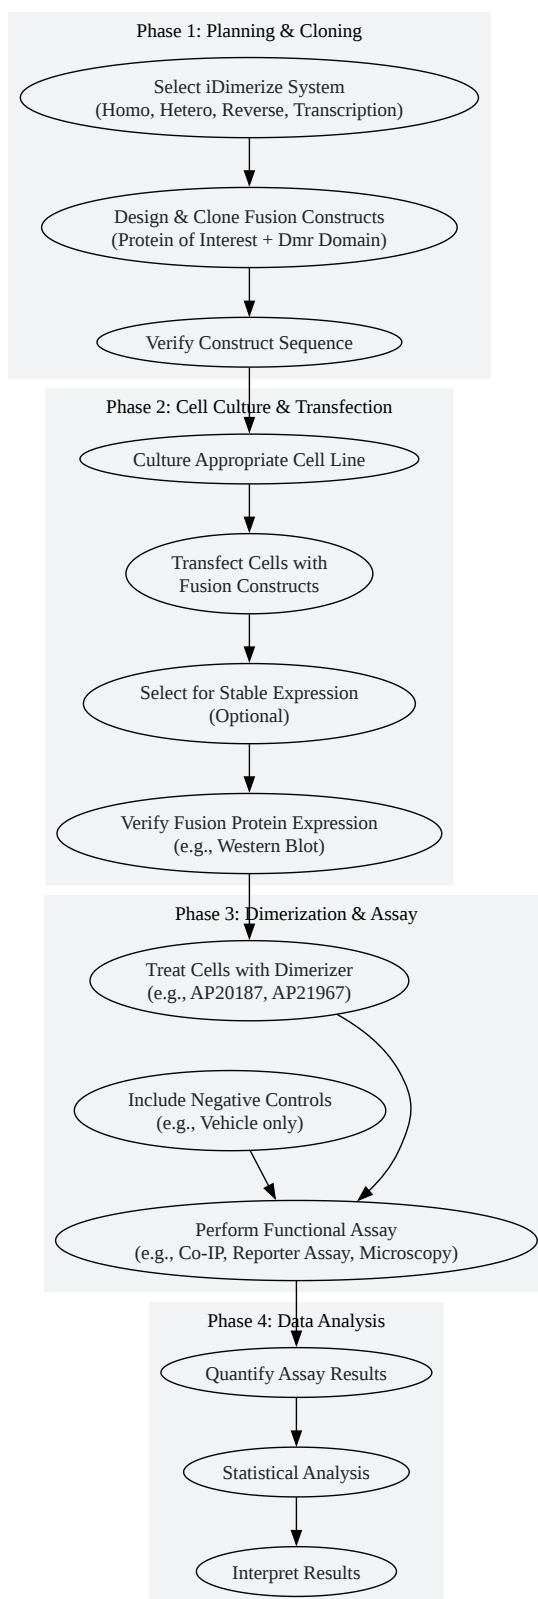 Phase 1: Planning & Cloning
Select iDimerize System
(Homo, Hetero, Reverse, Transcription)
Design & Clone Fusion Constructs
(Protein of Interest + Dmr Domain)
Verify Construct Sequence
Phase 2: Cell Culture & Transfection
Culture Appropriate Cell Line
Transfect Cells with
Fusion Constructs
Select for Stable Expression
(Optional)
Verify Fusion Protein Expression
(e.g., Western Blot)
Phase 3: Dimerization & Assay
Treat Cells with Dimerizer
(e.g., AP20187, AP21967)
Include Negative Controls
(e.g., Vehicle only)
Perform Functional Assay
(e.g., Co-IP, Reporter Assay, Microscopy)
Phase 4: Data Analysis
Quantify Assay Results
Statistical Analysis
Interpret Results